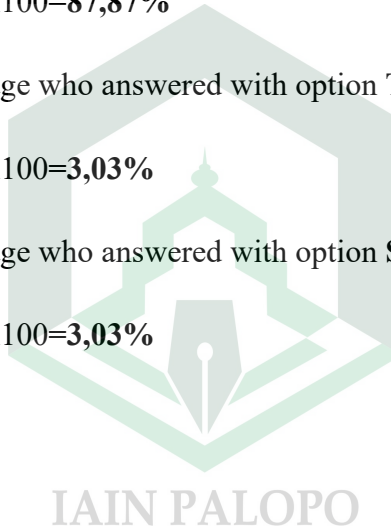 100=87,87%
ge who answered with option
100=3,03%
ge who answered with option
100=3,03%
IAIN PALOPO